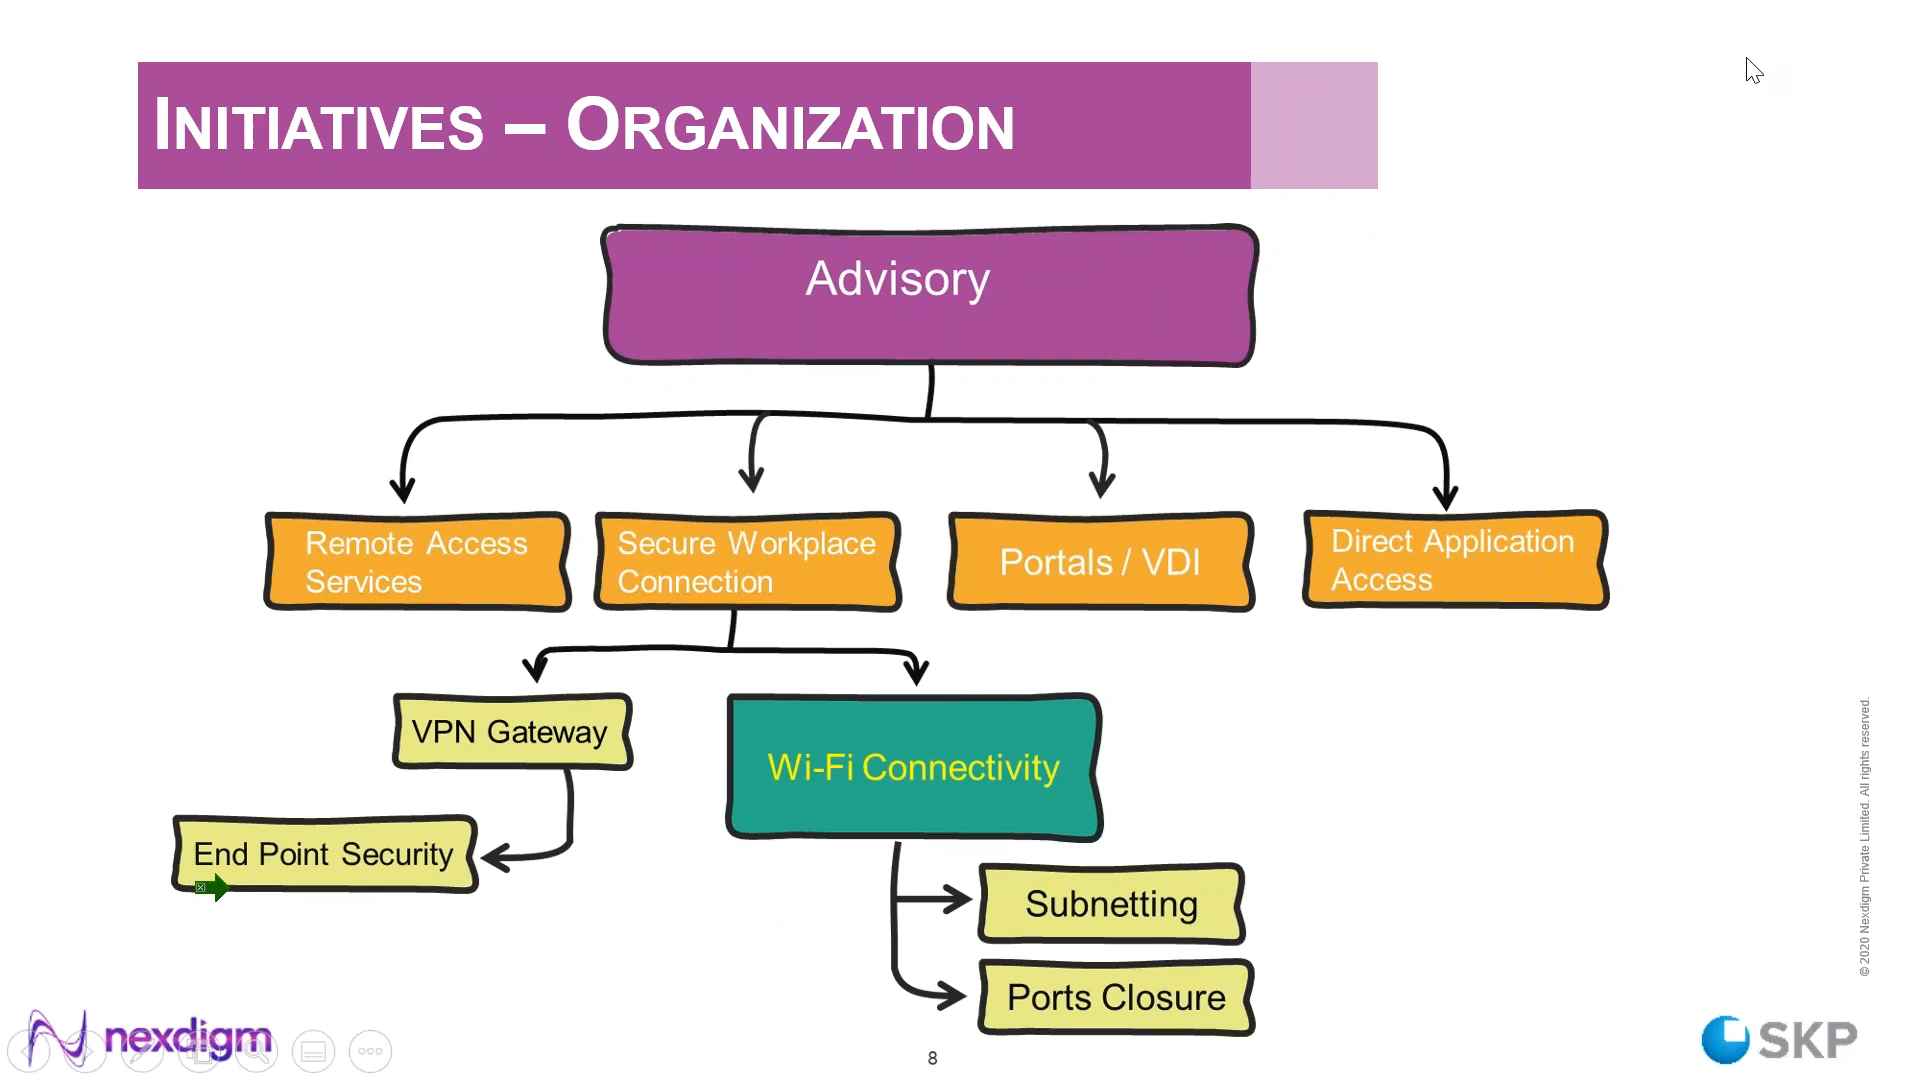 INITIATIVES – ORGANIZATION
Advisory
Remote Access
Services
Secure Workplace
Connection
Portals / VDI
Direct Application
Access
VPN Gateway
Wi-Fi Connectivity
End Point Security
Subnetting
Ports Closure
© 2020 Nexdigm Private Limited. All rights reserved.
nexdigm
8
SKP